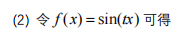 (2) 令 f(x) = sin(tx) 可得